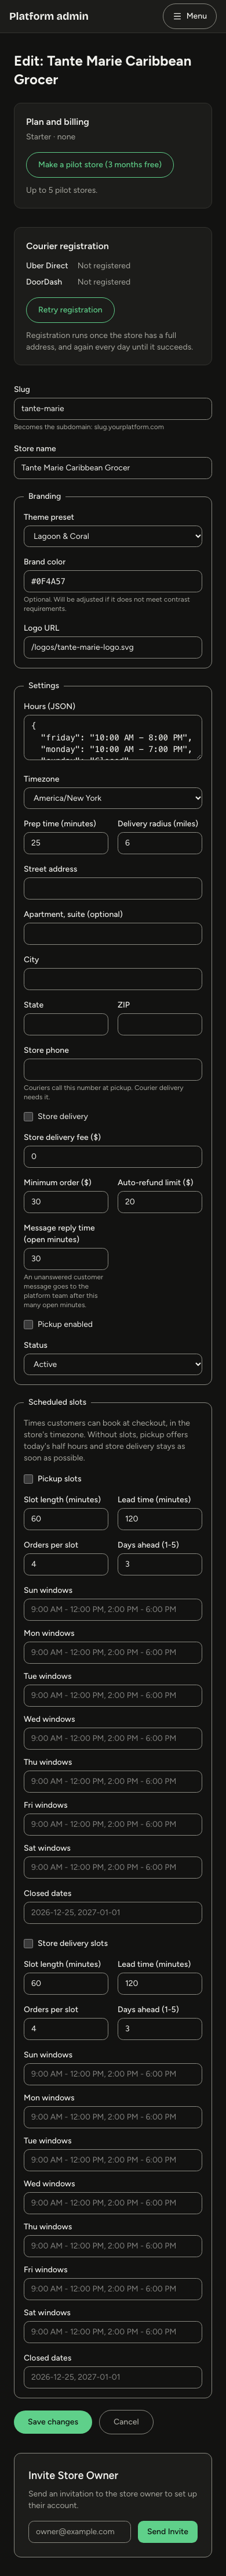 Platform admin
☰ Menu
Edit: Tante Marie Caribbean
Grocer
Plan and billing
Starter · none
Make a pilot store (3 months free)
Up to 5 pilot stores.
Courier registration
Uber Direct Not registered
DoorDash Not registered
Retry registration
Registration runs once the store has a full
address, and again every day until it succeeds.
Slug
tante-marie
Becomes the subdomain: slug.yourplatform.com
Store name
Tante Marie Caribbean Grocer
Branding
Theme preset
Lagoon & Coral
Brand color
#0F4A57
Optional. Will be adjusted if it does not meet contrast
requirements.
Logo URL
/logos/tante-marie-logo.svg
Settings
Hours (JSON)
{
"friday": "10:00 AM – 8:00 PM",
"monday": "10:00 AM – 7:00 PM",
Timezone
America/New York
Prep time (minutes) Delivery radius (miles)
25 6
Street address
Apartment, suite (optional)
City
State ZIP
Store phone
Couriers call this number at pickup. Courier delivery
needs it.
Store delivery
Store delivery fee ($)
0
Minimum order ($) Auto-refund limit ($)
30 20
Message reply time
(open minutes)
30
An unanswered customer
message goes to the
platform team after this
many open minutes.
Pickup enabled
Status
Active
Scheduled slots
Times customers can book at checkout, in the
store's timezone. Without slots, pickup offers
today's half hours and store delivery stays as
soon as possible.
Pickup slots
Slot length (minutes) Lead time (minutes)
60 120
Orders per slot Days ahead (1-5)
4 3
Sun windows
9:00 AM - 12:00 PM, 2:00 PM - 6:00 PM
Mon windows
9:00 AM - 12:00 PM, 2:00 PM - 6:00 PM
Tue windows
9:00 AM - 12:00 PM, 2:00 PM - 6:00 PM
Wed windows
9:00 AM - 12:00 PM, 2:00 PM - 6:00 PM
Thu windows
9:00 AM - 12:00 PM, 2:00 PM - 6:00 PM
Fri windows
9:00 AM - 12:00 PM, 2:00 PM - 6:00 PM
Sat windows
9:00 AM - 12:00 PM, 2:00 PM - 6:00 PM
Closed dates
2026-12-25, 2027-01-01
Store delivery slots
Slot length (minutes) Lead time (minutes)
60 120
Orders per slot Days ahead (1-5)
4 3
Sun windows
9:00 AM - 12:00 PM, 2:00 PM - 6:00 PM
Mon windows
9:00 AM - 12:00 PM, 2:00 PM - 6:00 PM
Tue windows
9:00 AM - 12:00 PM, 2:00 PM - 6:00 PM
Wed windows
9:00 AM - 12:00 PM, 2:00 PM - 6:00 PM
Thu windows
9:00 AM - 12:00 PM, 2:00 PM - 6:00 PM
Fri windows
9:00 AM - 12:00 PM, 2:00 PM - 6:00 PM
Sat windows
9:00 AM - 12:00 PM, 2:00 PM - 6:00 PM
Closed dates
2026-12-25, 2027-01-01
Save changes Cancel
Invite Store Owner
Send an invitation to the store owner to set up
their account.
owner@example.com Send Invite